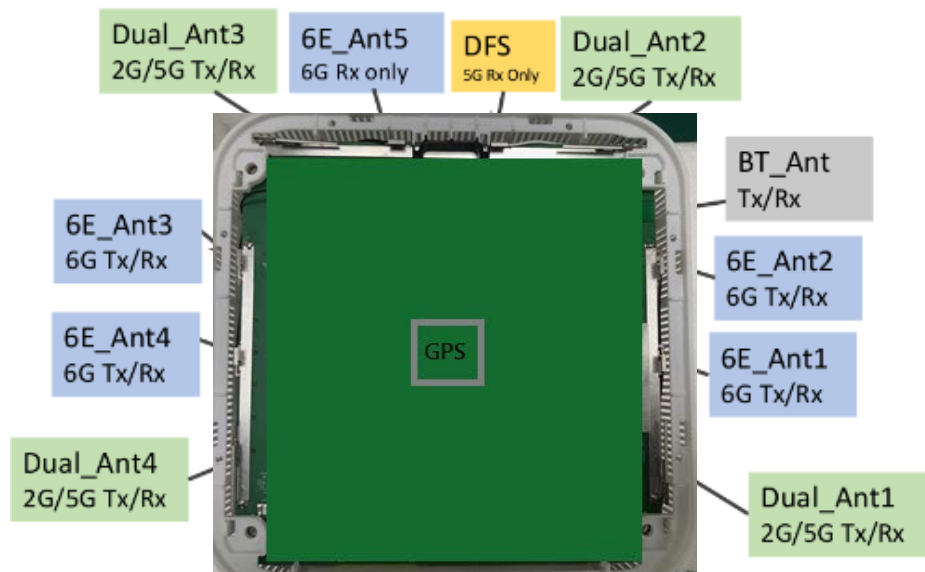 Dual_Ant3
2G/5G Tx/Rx
6E_Ant5
6G Rx only
DFS
5G Rx Only
Dual_Ant2
2G/5G Tx/Rx
BT_Ant
Tx/Rx
6E_Ant3
6G Tx/Rx
6E_Ant2
6G Tx/Rx
6E_Ant4
6G Tx/Rx
GPS
6E_Ant1
6G Tx/Rx
Dual_Ant4
2G/5G Tx/Rx
Dual_Ant1
2G/5G Tx/Rx